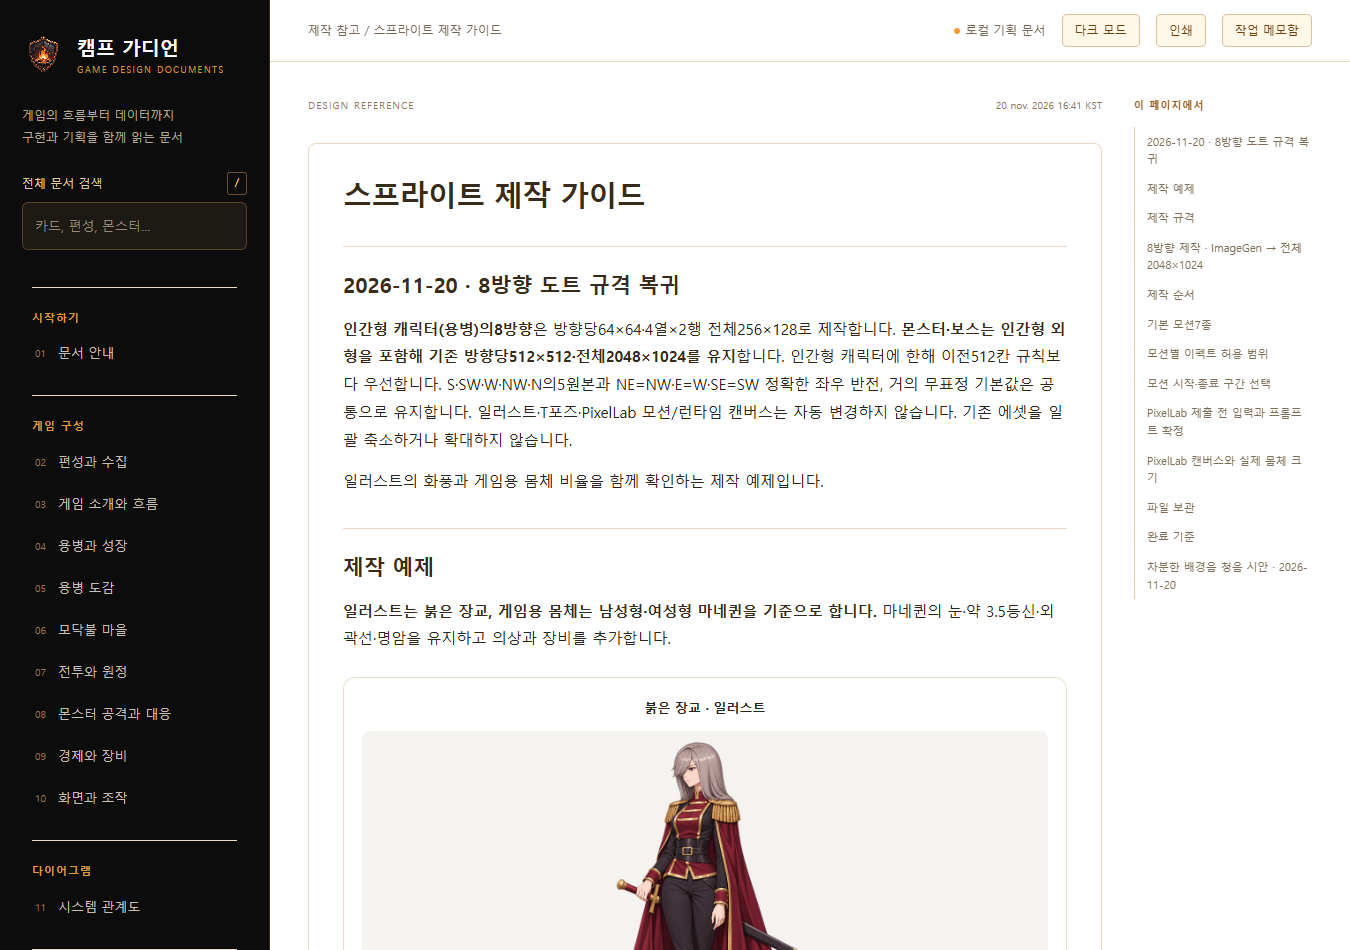 캠프 가디언
GAME DESIGN DOCUMENTS
게임의 흐름부터 데이터까지
구현과 기획을 함께 읽는 문서
전체 문서 검색
/
카드, 편성, 몬스터...
시작하기
01 문서 안내
게임 구성
02 편성과 수집
03 게임 소개와 흐름
04 용병과 성장
05 용병 도감
06 모닥불 마을
07 전투와 원정
08 몬스터 공격과 대응
09 경제와 장비
10 화면과 조작
다이어그램
11 시스템 관계도
제작 참고 / 스프라이트 제작 가이드
로컬 기획 문서
다크 모드
인쇄
작업 메모함
DESIGN REFERENCE
20 nov. 2026 16:41 KST
스프라이트 제작 가이드
2026-11-20 · 8방향 도트 규격 복귀
인간형 캐릭터(용병)의8방향은 방향당64×64·4열×2행 전체256×128로 제작합니다. 몬스터·보스는 인간형 외
형을 포함해 기존 방향당512×512·전체2048×1024를 유지합니다. 인간형 캐릭터에 한해 이전512칸 규칙보
다 우선합니다. S·SW·W·NW·N의5원본과 NE=NW·E=W·SE=SW 정확한 좌우 반전, 거의 무표정 기본값은 공
통으로 유지합니다. 일러스트·T포즈·PixelLab 모션/런타임 캔버스는 자동 변경하지 않습니다. 기존 에셋을 일
괄 축소하거나 확대하지 않습니다.
일러스트의 화풍과 게임용 몸체 비율을 함께 확인하는 제작 예제입니다.
제작 예제
일러스트는 붉은 장교, 게임용 몸체는 남성형·여성형 마네퀸을 기준으로 합니다. 마네퀸의 눈·약 3.5등신·외
곽선·명암을 유지하고 의상과 장비를 추가합니다.
붉은 장교 · 일러스트
이 페이지에서
2026-11-20 · 8방향 도트 규격 복
귀
제작 예제
제작 규격
8방향 제작 · ImageGen → 전체
2048×1024
제작 순서
기본 모션7종
모션별 이펙트 허용 범위
모션 시작·종료 구간 선택
PixelLab 제출 전 입력과 프롬프
트 확정
PixelLab 캔버스와 실제 몸체 크
기
파일 보관
완료 기준
차분한 배경음 청음 시안 · 2026-
11-20